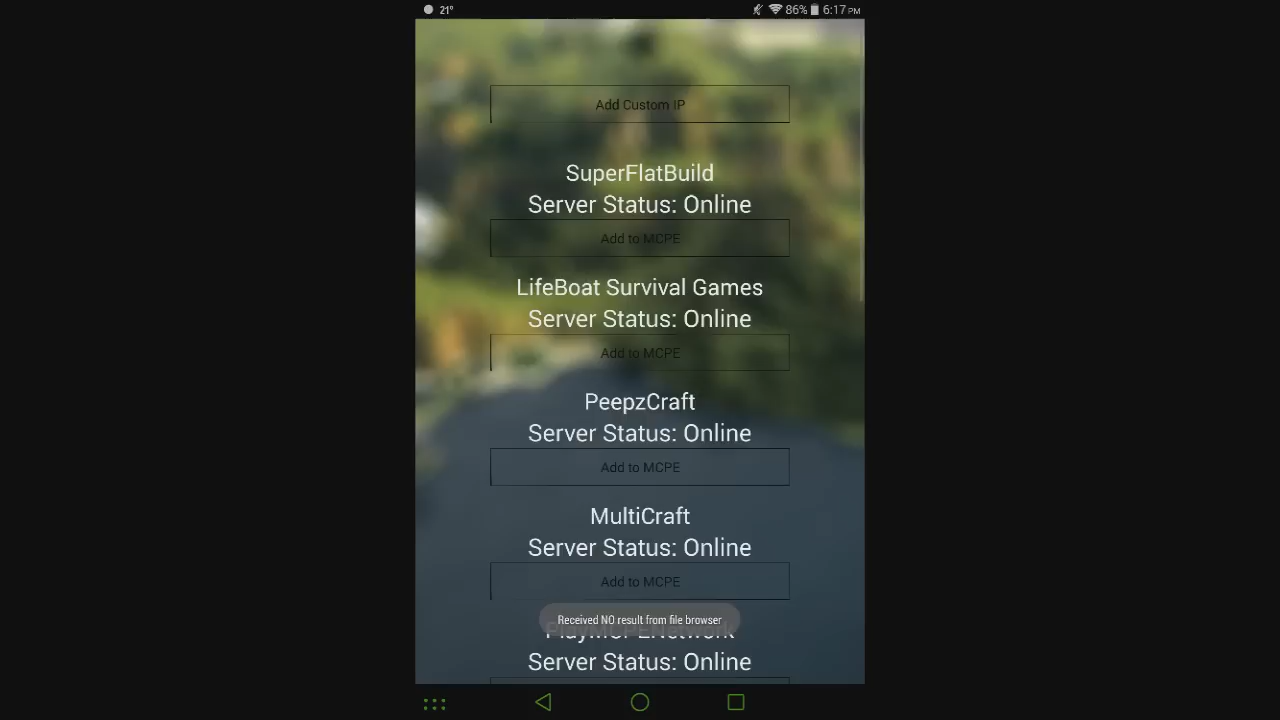 21°
86% 6:17 PM
Add Custom IP
SuperFlatBuild
Server Status: Online
Add to MCPE
LifeBoat Survival Games
Server Status: Online
Add to MCPE
PeepzCraft
Server Status: Online
Add to MCPE
MultiCraft
Server Status: Online
Add to MCPE
Received NO result from file browser
PlayMCPENetwork
Server Status: Online